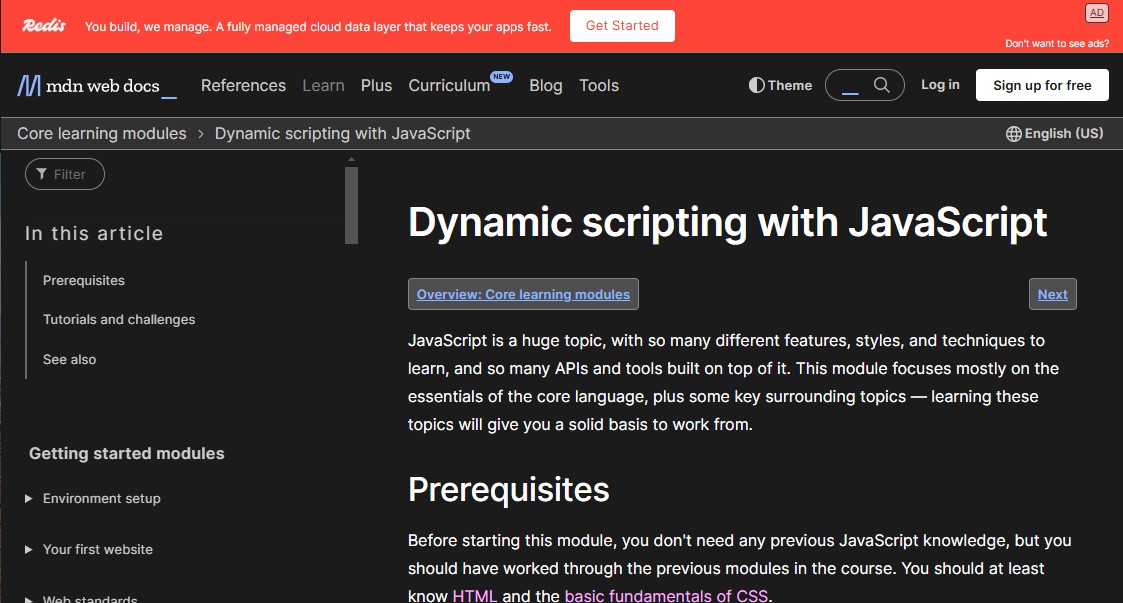 Redis
You build, we manage. A fully managed cloud data layer that keeps your apps fast.
Get Started
AD
Don't want to see ads?
mdn web docs_
References Learn Plus Curriculum NEW Blog Tools
Theme
Log in
Sign up for free
Core learning modules > Dynamic scripting with JavaScript
English (US)
Filter
In this article
Prerequisites
Tutorials and challenges
See also
Getting started modules
Environment setup
Your first website
Web standards
Dynamic scripting with JavaScript
Overview: Core learning modules
Next
JavaScript is a huge topic, with so many different features, styles, and techniques to
learn, and so many APIs and tools built on top of it. This module focuses mostly on the
essentials of the core language, plus some key surrounding topics — learning these
topics will give you a solid basis to work from.
Prerequisites
Before starting this module, you don't need any previous JavaScript knowledge, but you
should have worked through the previous modules in the course. You should at least
know HTML and the basic fundamentals of CSS.